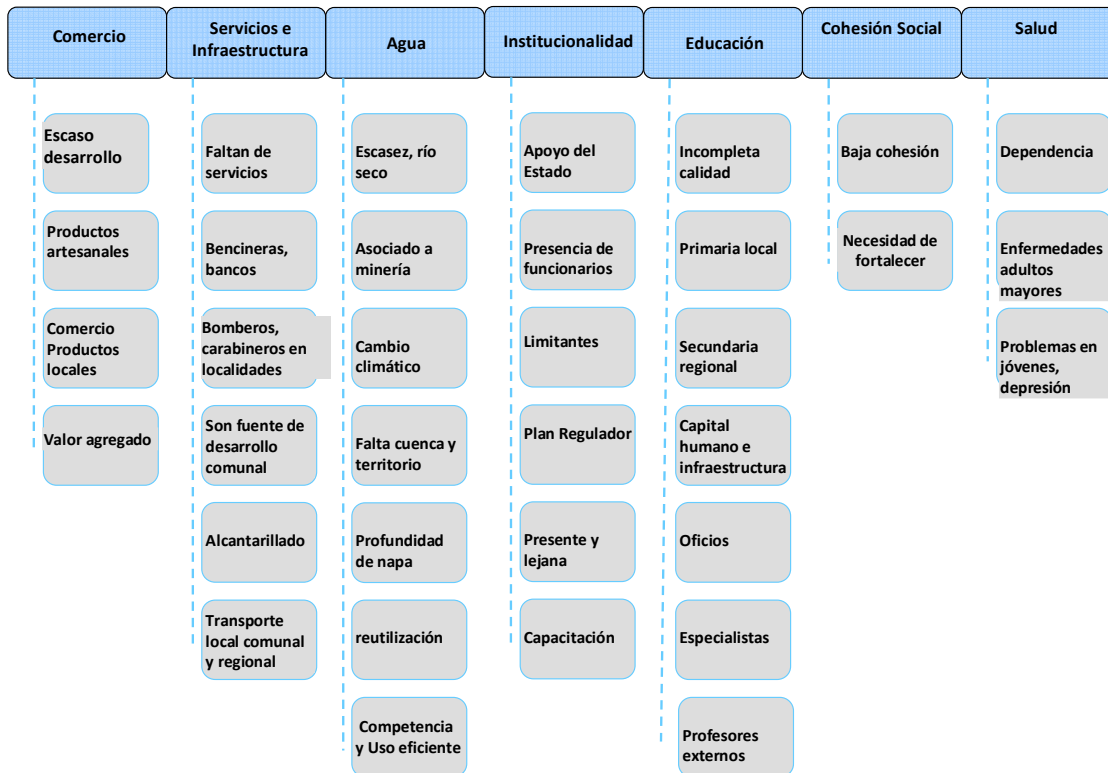 Comercio
Escaso
desarrollo
Productos
artesanales
Comercio
Productos
locales
Valor agregado
Servicios e
Infraestructura
Faltan de
servicios
Bencineras,
bancos
Bomberos,
carabineros en
localidades
Son fuente de
desarrollo
comunal
Alcantarillado
Transporte
local comunal
y regional
Agua
Escasez, río
seco
Asociado a
minería
Cambio
climático
Falta cuenca y
territorio
Profundidad
de napa
reutilización
Competencia
y Uso eficiente
Institucionalidad
Apoyo del
Estado
Presencia de
funcionarios
Limitantes
Plan Regulador
Presente y
lejana
Capacitación
Educación
Incompleta
calidad
Primaria local
Secundaria
regional
Capital
humano e
infraestructura
Oficios
Especialistas
Profesores
externos
Cohesión Social
Baja cohesión
Necesidad de
fortalecer
Salud
Dependencia
Enfermedades
adultos
mayores
Problemas en
jóvenes,
depresión